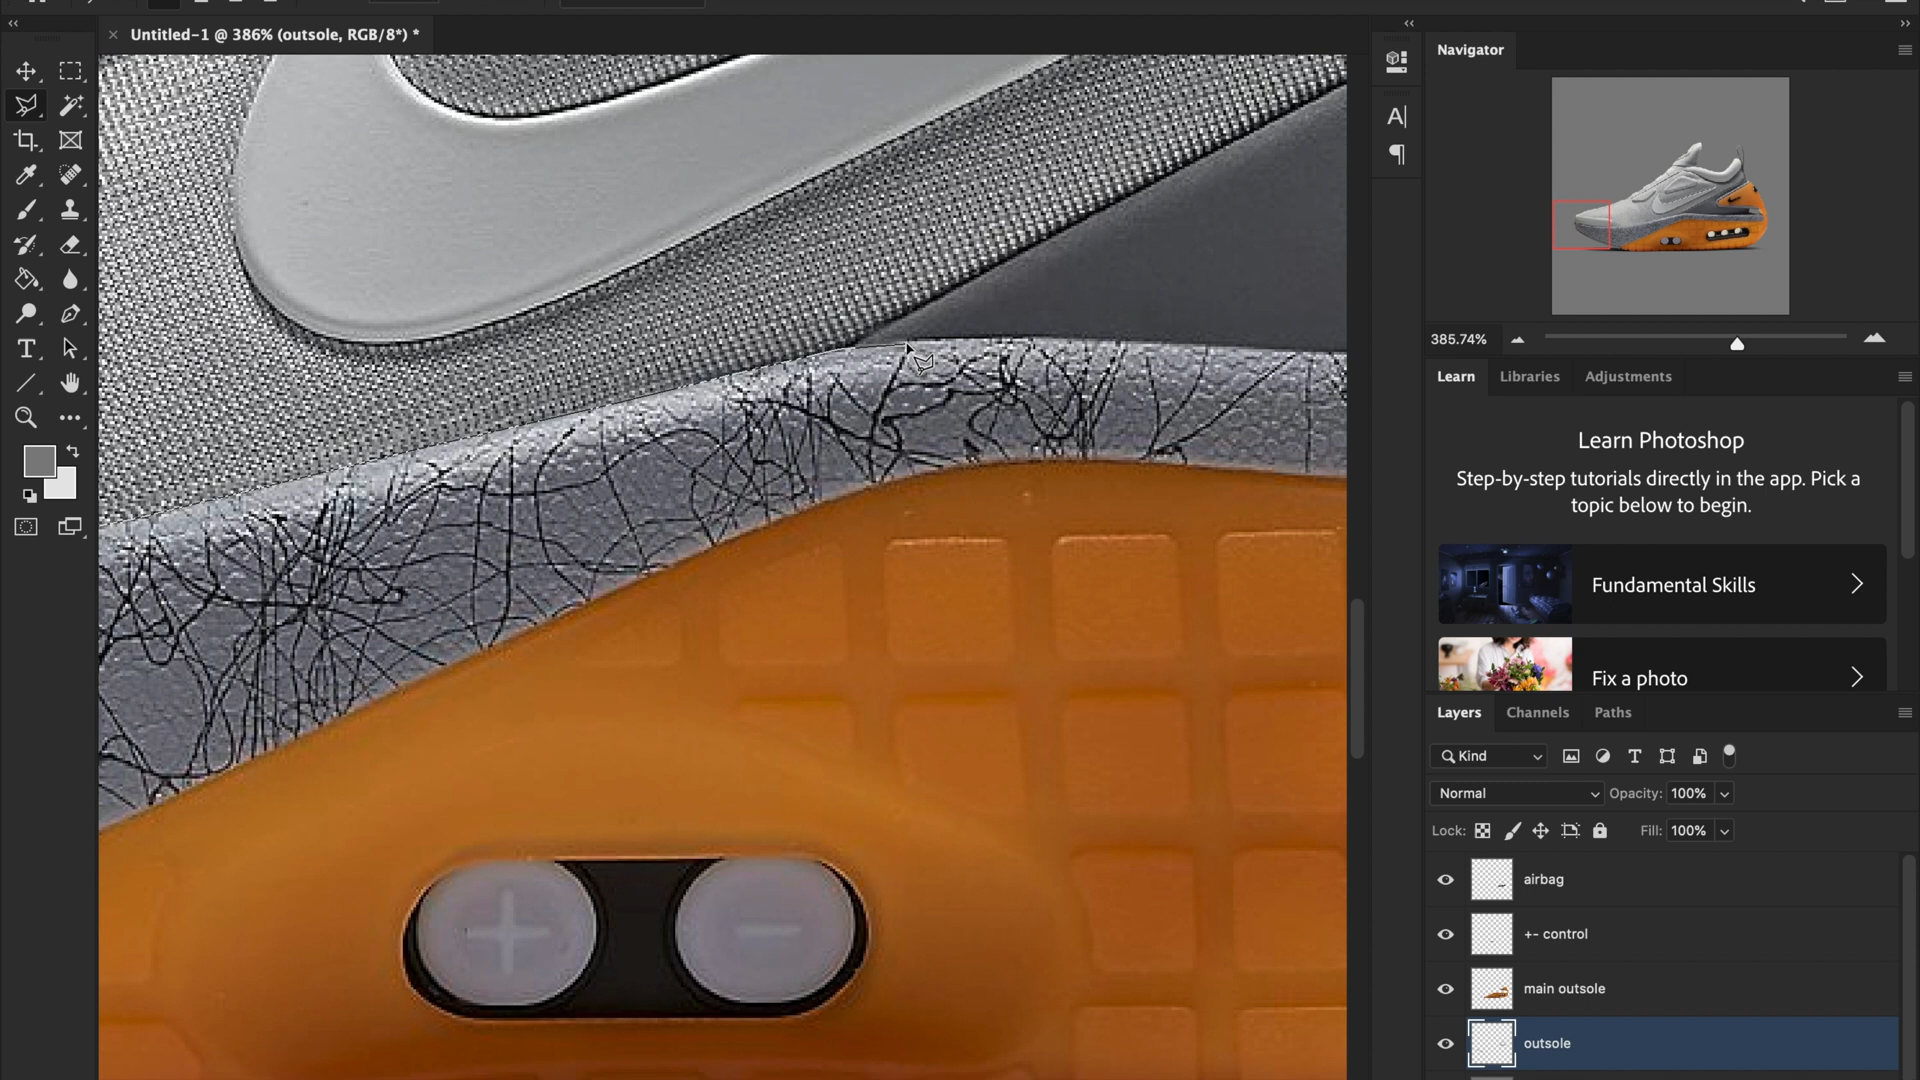 Untitled-1 @ 386% (outsole, RGB/8*) *
Navigator
385.74%
Learn
Libraries
Adjustments
Learn Photoshop
Step-by-step tutorials directly in the app. Pick a
topic below to begin.
Fundamental Skills
Fix a photo
Layers
Channels
Paths
Kind
Normal
Opacity: 100%
Lock:
Fill: 100%
airbag
+- control
main outsole
outsole